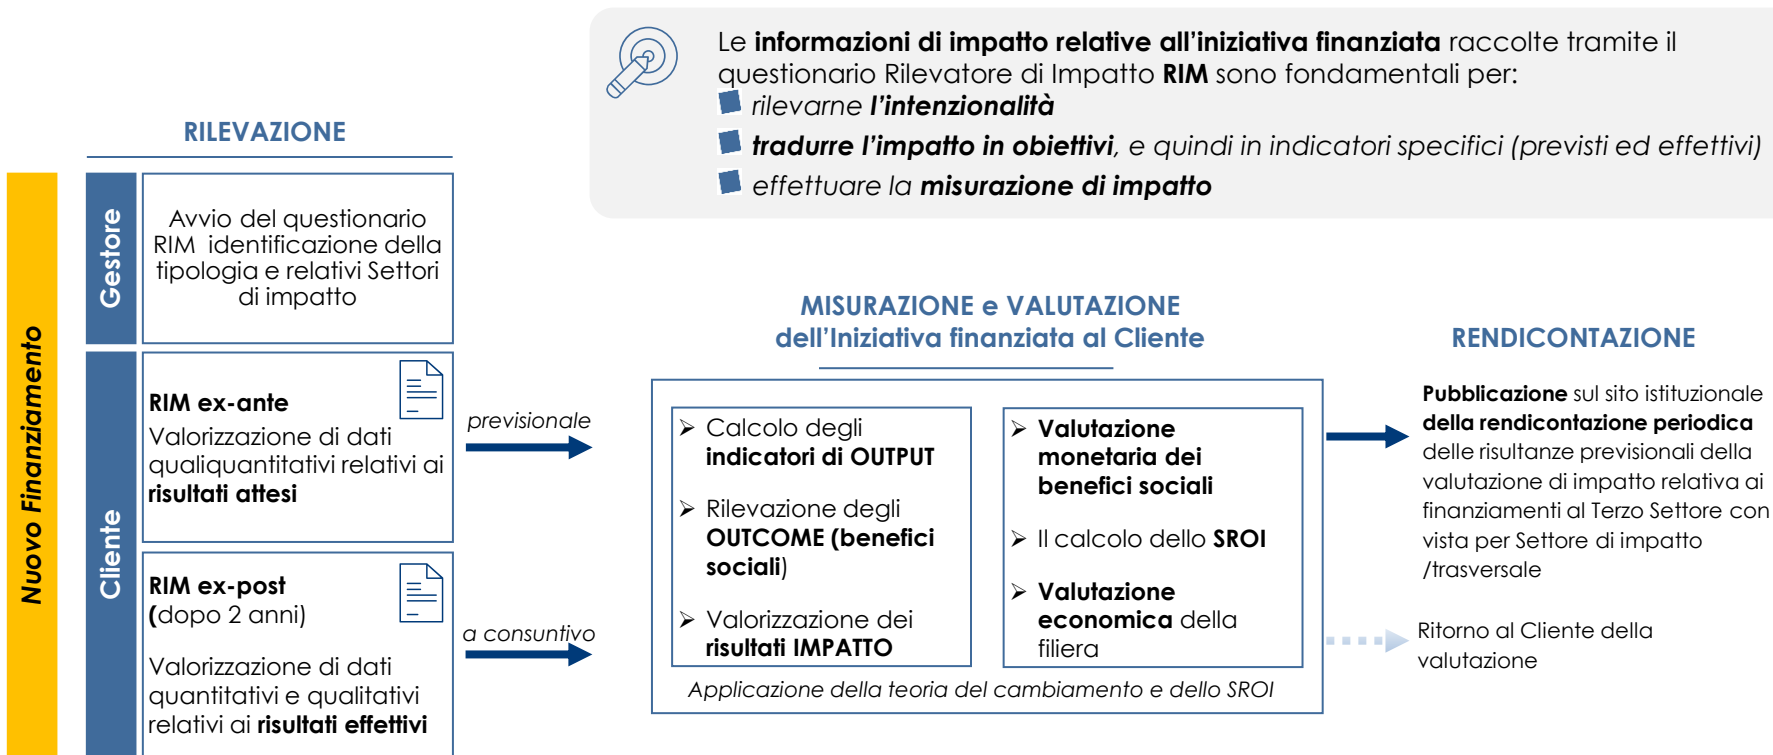 Le informazioni di impatto relative all'iniziativa finanziata raccolte tramite il
questionario Rilevatore di Impatto RIM sono fondamentali per:
rilevarne l'intenzionalità
tradurre l'impatto in obiettivi, e quindi in indicatori specifici (previsti ed effettivi)
effettuare la misurazione di impatto
RILEVAZIONE
Nuovo Finanziamento
Gestore
Avvio del questionario
RIM identificazione della
tipologia e relativi Settori
di impatto
Cliente
RIM ex-ante
Valorizzazione di dati
qualiquantitativi relativi ai
risultati attesi
RIM ex-post
(dopo 2 anni)
Valorizzazione di dati
quantitativi e qualitativi
relativi ai risultati effettivi
previsionale
a consuntivo
MISURAZIONE e VALUTAZIONE
dell'Iniziativa finanziata al Cliente
➢ Calcolo degli
indicatori di OUTPUT
➢ Rilevazione degli
OUTCOME (benefici
sociali)
➢ Valorizzazione dei
risultati IMPATTO
➢ Valutazione
monetaria dei
benefici sociali
➢ Il calcolo dello SROI
➢ Valutazione
economica della
filiera
Applicazione della teoria del cambiamento e dello SROI
RENDICONTAZIONE
Pubblicazione sul sito istituzionale
della rendicontazione periodica
delle risultanze previsionali della
valutazione di impatto relativa ai
finanziamenti al Terzo Settore con
vista per Settore di impatto
/trasversale
Ritorno al Cliente della
valutazione